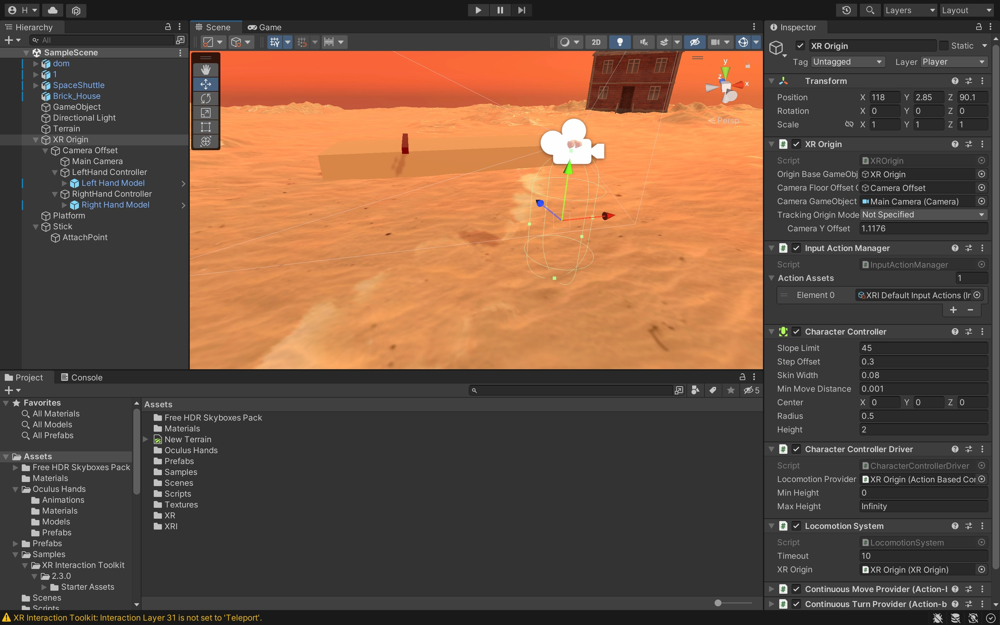 H
Layers
Layout
Hierarchy
All
SampleScene
dom
1
SpaceShuttle
Brick_House
GameObject
Directional Light
Terrain
XR Origin
Camera Offset
Main Camera
LeftHand Controller
Left Hand Model
RightHand Controller
Right Hand Model
Platform
Stick
AttachPoint
Scene
Game
2D
y
z
x
Persp
Inspector
XR Origin
Static
Tag
Untagged
Layer
Player
Transform
Position X 118 Y 2.85 Z 90.1
Rotation X 0 Y 0 Z 0
Scale X 1 Y 1 Z 1
XR Origin
Script XROrigin
Origin Base GameObj XR Origin
Camera Floor Offset Camera Offset
Camera GameObject Main Camera (Camera)
Tracking Origin Mode Not Specified
Camera Y Offset 1.1176
Input Action Manager
Script InputActionManager
Action Assets 1
Element 0 XRI Default Input Actions (Ir
Character Controller
Slope Limit 45
Step Offset 0.3
Skin Width 0.08
Min Move Distance 0.001
Center X 0 Y 0 Z 0
Radius 0.5
Height 2
Character Controller Driver
Script CharacterControllerDriver
Locomotion Provider XR Origin (Action Based Cor
Min Height 0
Max Height Infinity
Locomotion System
Script LocomotionSystem
Timeout 10
XR Origin XR Origin (XR Origin)
Continuous Move Provider (Action-b
Continuous Turn Provider (Action-b
Project
Console
5
Favorites
All Materials
All Models
All Prefabs
Assets
Free HDR Skyboxes Pack
Materials
Oculus Hands
Animations
Materials
Models
Prefabs
Prefabs
Samples
XR Interaction Toolkit
2.3.0
Starter Assets
Scenes
Scripts
Assets
Free HDR Skyboxes Pack
Materials
New Terrain
Oculus Hands
Prefabs
Samples
Scenes
Scripts
Textures
XR
XRI
XR Interaction Toolkit: Interaction Layer 31 is not set to 'Teleport'.